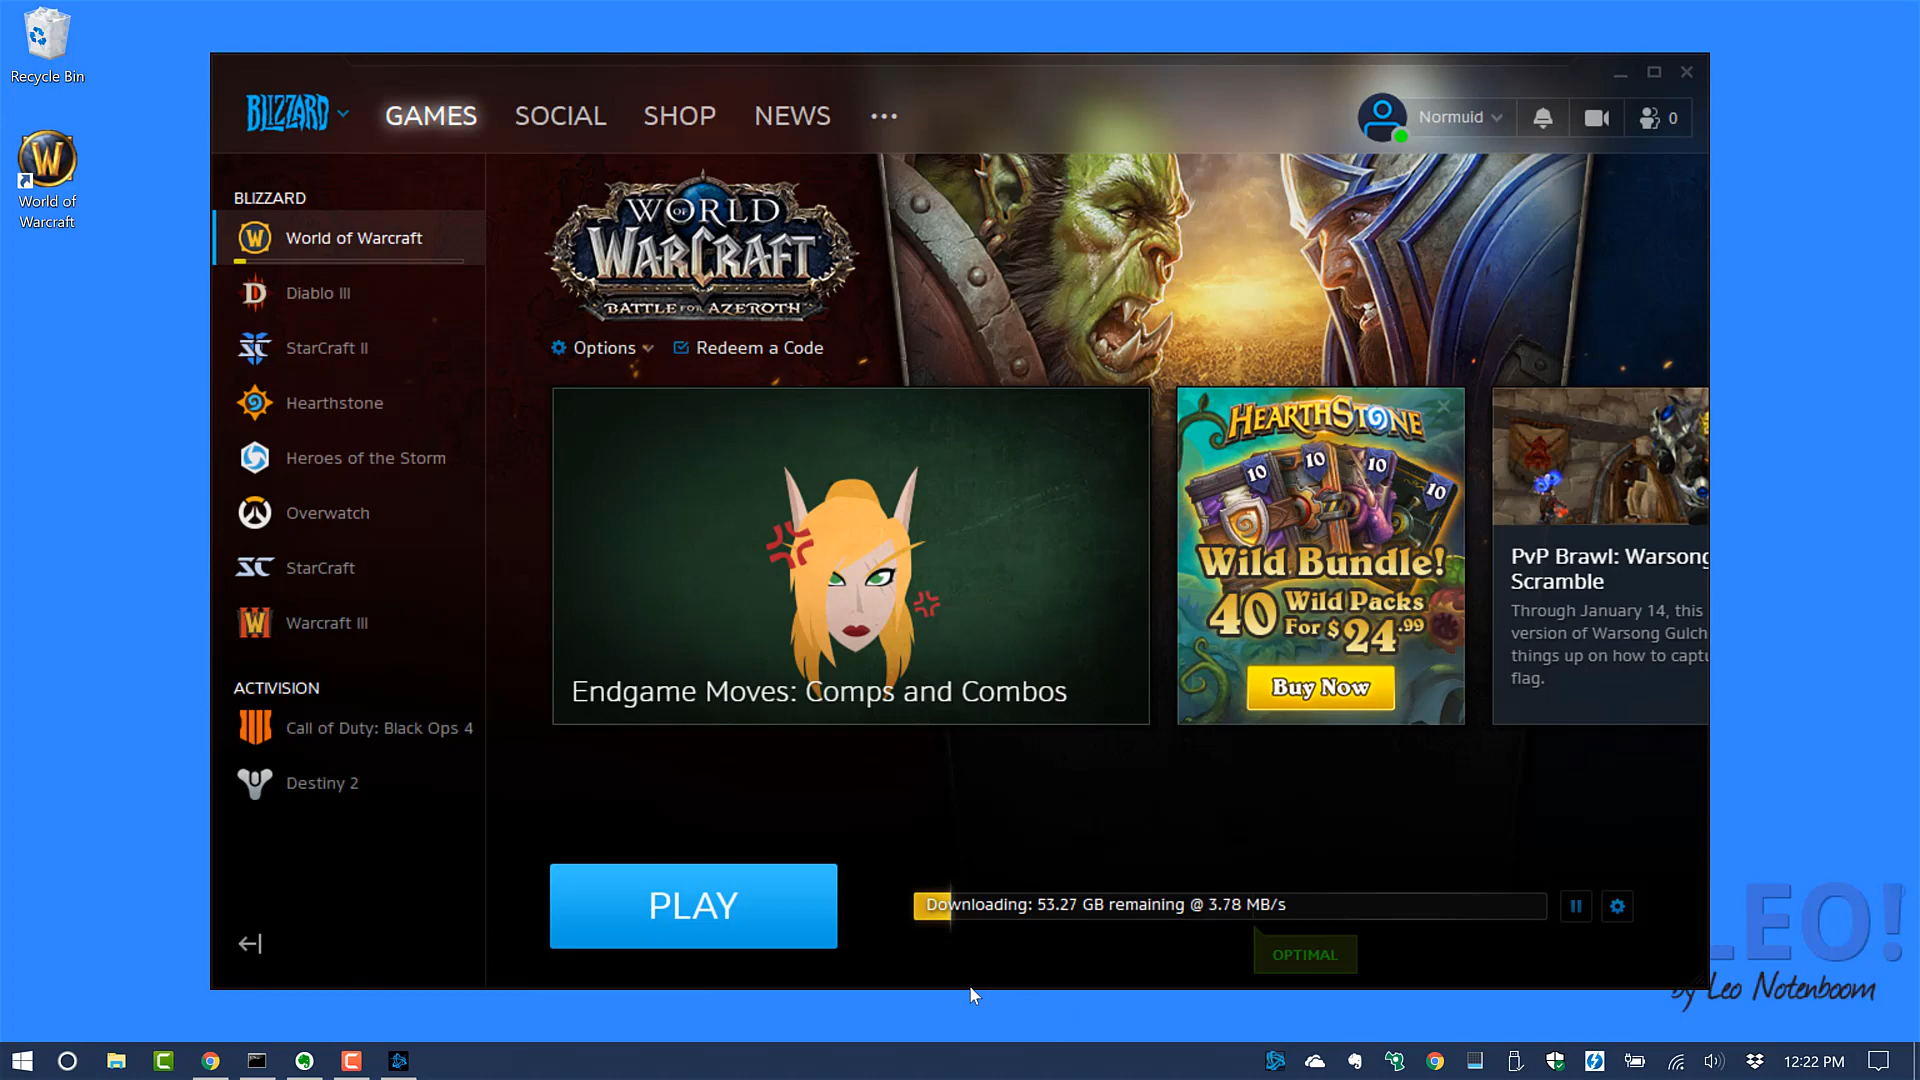 Recycle Bin
World of
Warcraft
BLIZZARD
GAMES
SOCIAL
SHOP
NEWS
Normuid
0
BLIZZARD
World of Warcraft
Diablo III
StarCraft II
Hearthstone
Heroes of the Storm
Overwatch
StarCraft
Warcraft III
ACTIVISION
Call of Duty: Black Ops 4
Destiny 2
WORLD
OF
WARCRAFT
BATTLE FOR AZEROTH
Options
Redeem a Code
Endgame Moves: Comps and Combos
HEARTHSTONE
10
10
10
10
Wild Bundle!
40 Wild Packs
For $24.99
Buy Now
PvP Brawl: Warsong
Scramble
Through January 14, this
version of Warsong Gulch
things up on how to capt
flag.
PLAY
Downloading: 53.27 GB remaining @ 3.78 MB/s
OPTIMAL
LEO!
by Leo Notenboom
12:22 PM